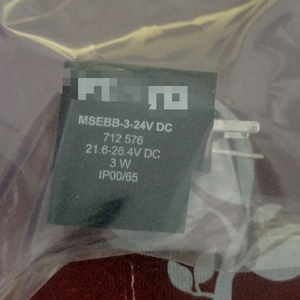 MSEBB-3-24V DC
712 576
21.6-26.4V DC
3 W
IP00/65